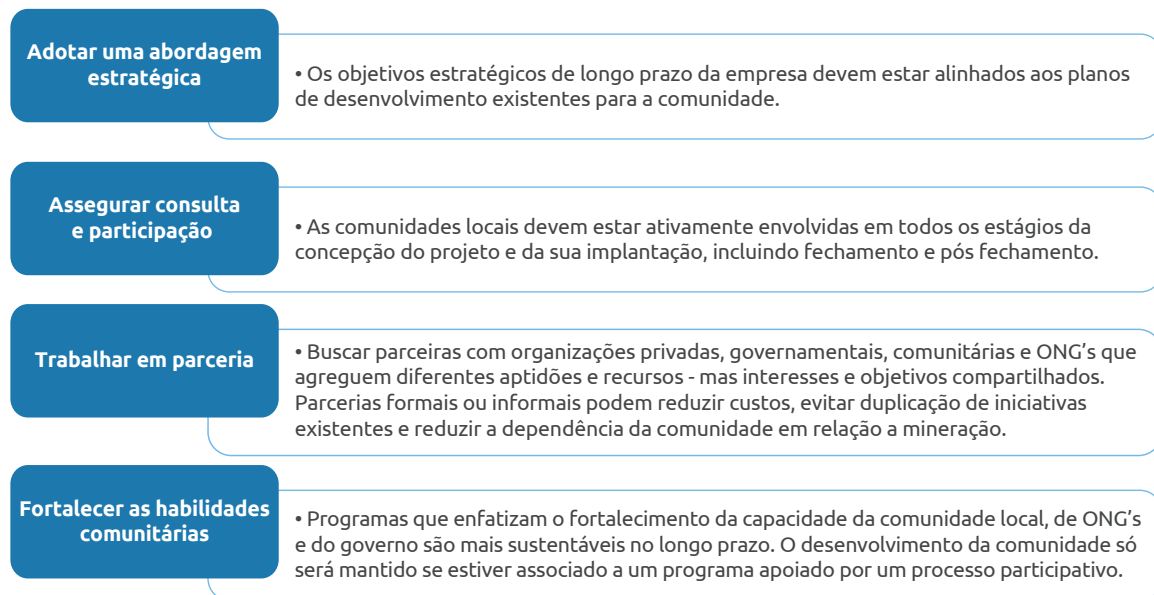 Adotar uma abordagem
estratégica
• Os objetivos estratégicos de longo prazo da empresa devem estar alinhados aos planos
de desenvolvimento existentes para a comunidade.
Assegurar consulta
e participação
• As comunidades locais devem estar ativamente envolvidas em todos os estágios da
concepção do projeto e da sua implantação, incluindo fechamento e pós fechamento.
Trabalhar em parceria
• Buscar parceiras com organizações privadas, governamentais, comunitárias e ONG’s que
agreguem diferentes aptidões e recursos - mas interesses e objetivos compartilhados.
Parcerias formais ou informais podem reduzir custos, evitar duplicação de iniciativas
existentes e reduzir a dependência da comunidade em relação a mineração.
Fortalecer as habilidades
comunitárias
• Programas que enfatizam o fortalecimento da capacidade da comunidade local, de ONG’s
e do governo são mais sustentáveis no longo prazo. O desenvolvimento da comunidade só
será mantido se estiver associado a um programa apoiado por um processo participativo.